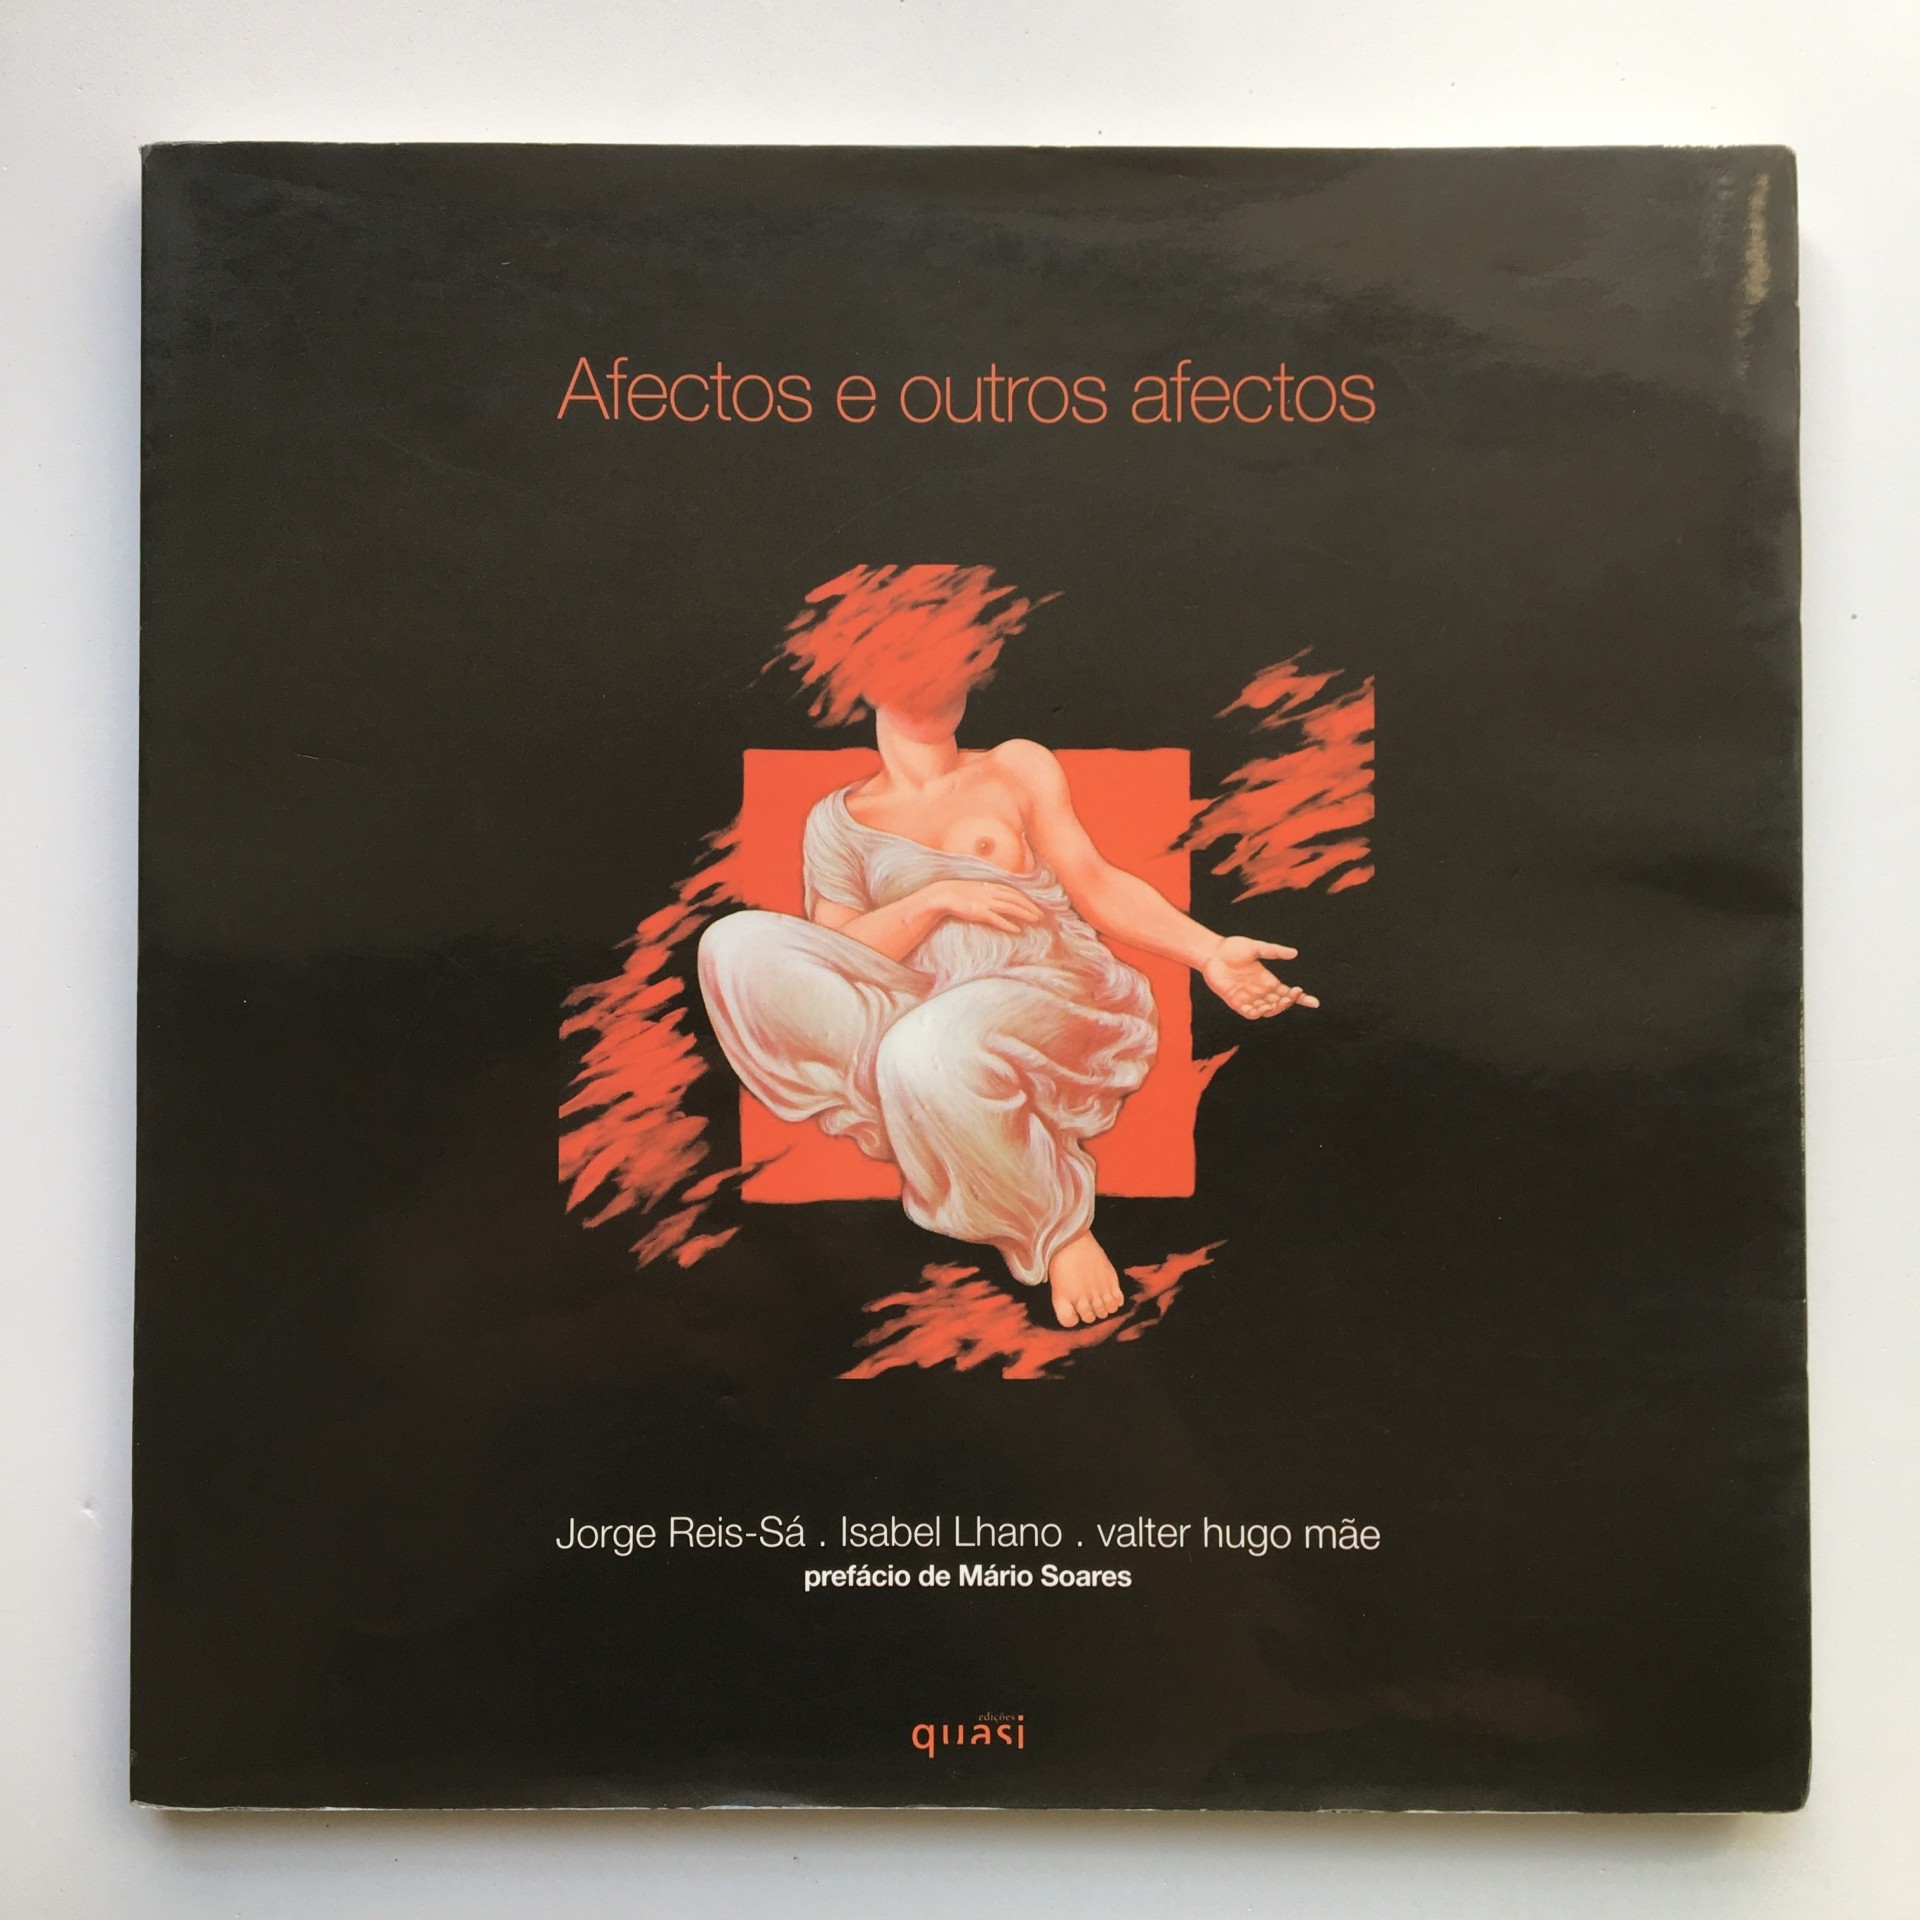 Afectos e outros afectos
Jorge Reis-Sá . Isabel Lhano . valter hugo mãe
prefácio de Mário Soares
edições
quasi